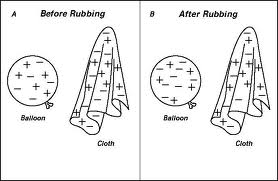 A Before Rubbing
Balloon
Cloth
B After Rubbing
Balloon
Cloth